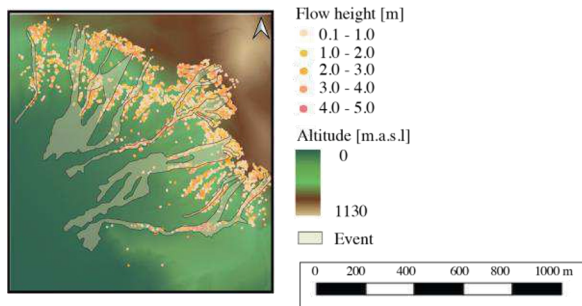 Flow height [m]
0.1 - 1.0
1.0 - 2.0
2.0 - 3.0
3.0 - 4.0
4.0 - 5.0
Altitude [m.a.s.l]
0
1130
Event
0 200 400 600 800 1000 m